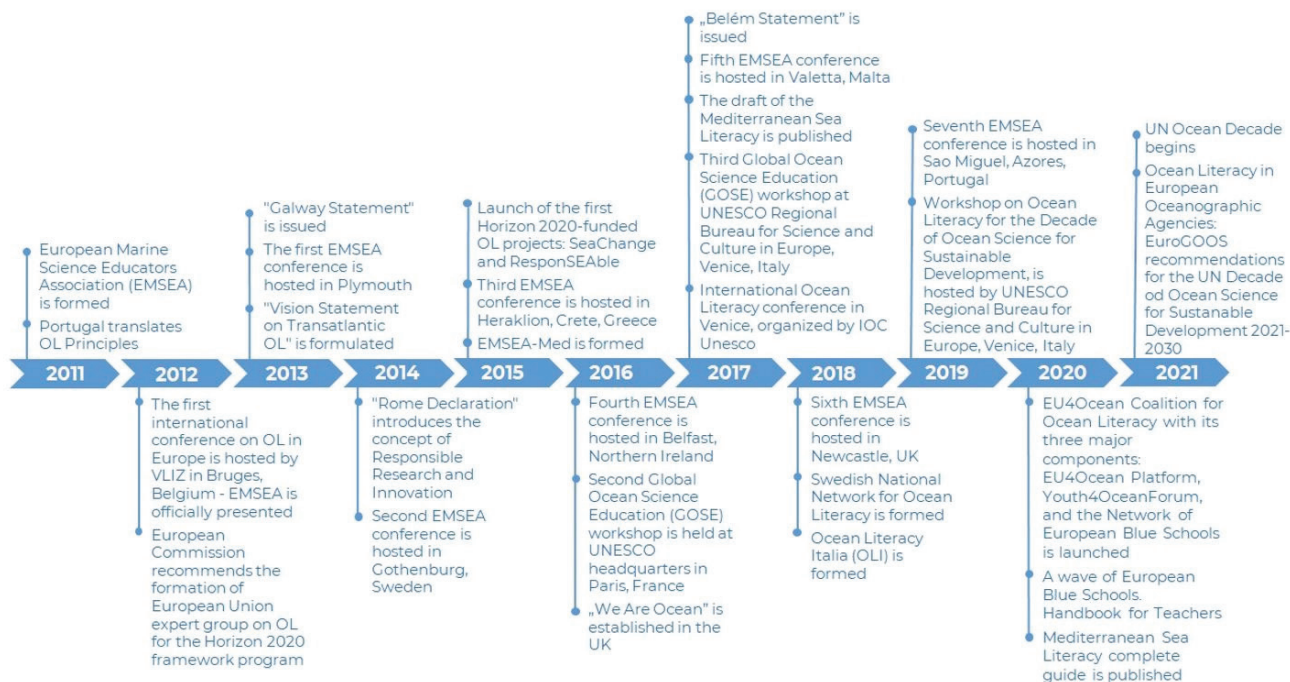 European Marine
Science Educators
Association (EMSEA)
is formed
Portugal translates
OL Principles
2011
2012
The first
international
conference on OL in
Europe is hosted by
VLIZ in Bruges,
Belgium - EMSEA is
officially presented
European
Commission
recommends the
formation of
European Union
expert group on OL
for the Horizon 2020
framework program
"Galway Statement"
is issued
The first EMSEA
conference is
hosted in Plymouth
"Vision Statement
on Transatlantic
OL" is formulated
2013
2014
"Rome Declaration"
introduces the
concept of
Responsible
Research and
Innovation
Second EMSEA
conference is
hosted in
Gothenburg,
Sweden
Launch of the first
Horizon 2020-funded
OL projects: SeaChange
and ResponSEAble
Third EMSEA
conference is hosted in
Heraklion, Crete, Greece
EMSEA-Med is formed
2015
2016
Fourth EMSEA
conference is
hosted in Belfast,
Northern Ireland
Second Global
Ocean Science
Education (GOSE)
workshop is held at
UNESCO
headquarters in
Paris, France
„We Are Ocean” is
established in the
UK
„Belém Statement” is
issued
Fifth EMSEA conference
is hosted in Valetta, Malta
The draft of the
Mediterranean Sea
Literacy is published
Third Global Ocean
Science Education
(GOSE) workshop at
UNESCO Regional
Bureau for Science and
Culture in Europe,
Venice, Italy
International Ocean
Literacy conference in
Venice, organized by IOC
Unesco
2017
2018
Sixth EMSEA
conference is
hosted in
Newcastle, UK
Swedish National
Network for Ocean
Literacy is formed
Ocean Literacy
Italia (OLI) is
formed
Seventh EMSEA
conference is hosted in
Sao Miguel, Azores,
Portugal
Workshop on Ocean
Literacy for the Decade
of Ocean Science for
Sustainable
Development, is
hosted by UNESCO
Regional Bureau for
Science and Culture in
Europe, Venice, Italy
2019
2020
EU4Ocean Coalition for
Ocean Literacy with its
three major
components:
EU4Ocean Platform,
Youth4OceanForum,
and the Network of
European Blue Schools
is launched
A wave of European
Blue Schools.
Handbook for Teachers
Mediterranean Sea
Literacy complete
guide is published
UN Ocean Decade
begins
Ocean Literacy in
European
Oceanographic
Agencies:
EuroGOOS
recommendations
for the UN Decade
od Ocean Science
for Sustanable
Development 2021-
2030
2021